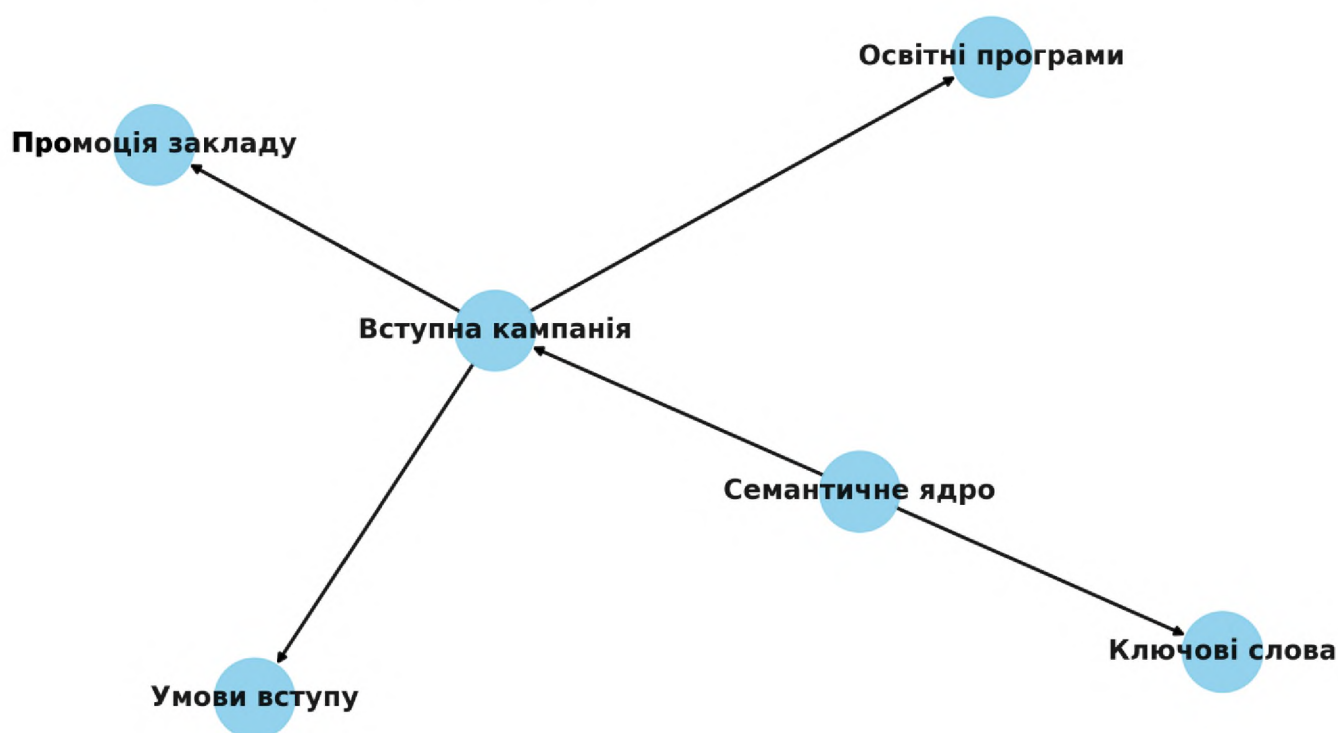 Освітні програми
Промоція закладу
Вступна кампанія
Семантичне ядро
Ключові слова
Умови вступу